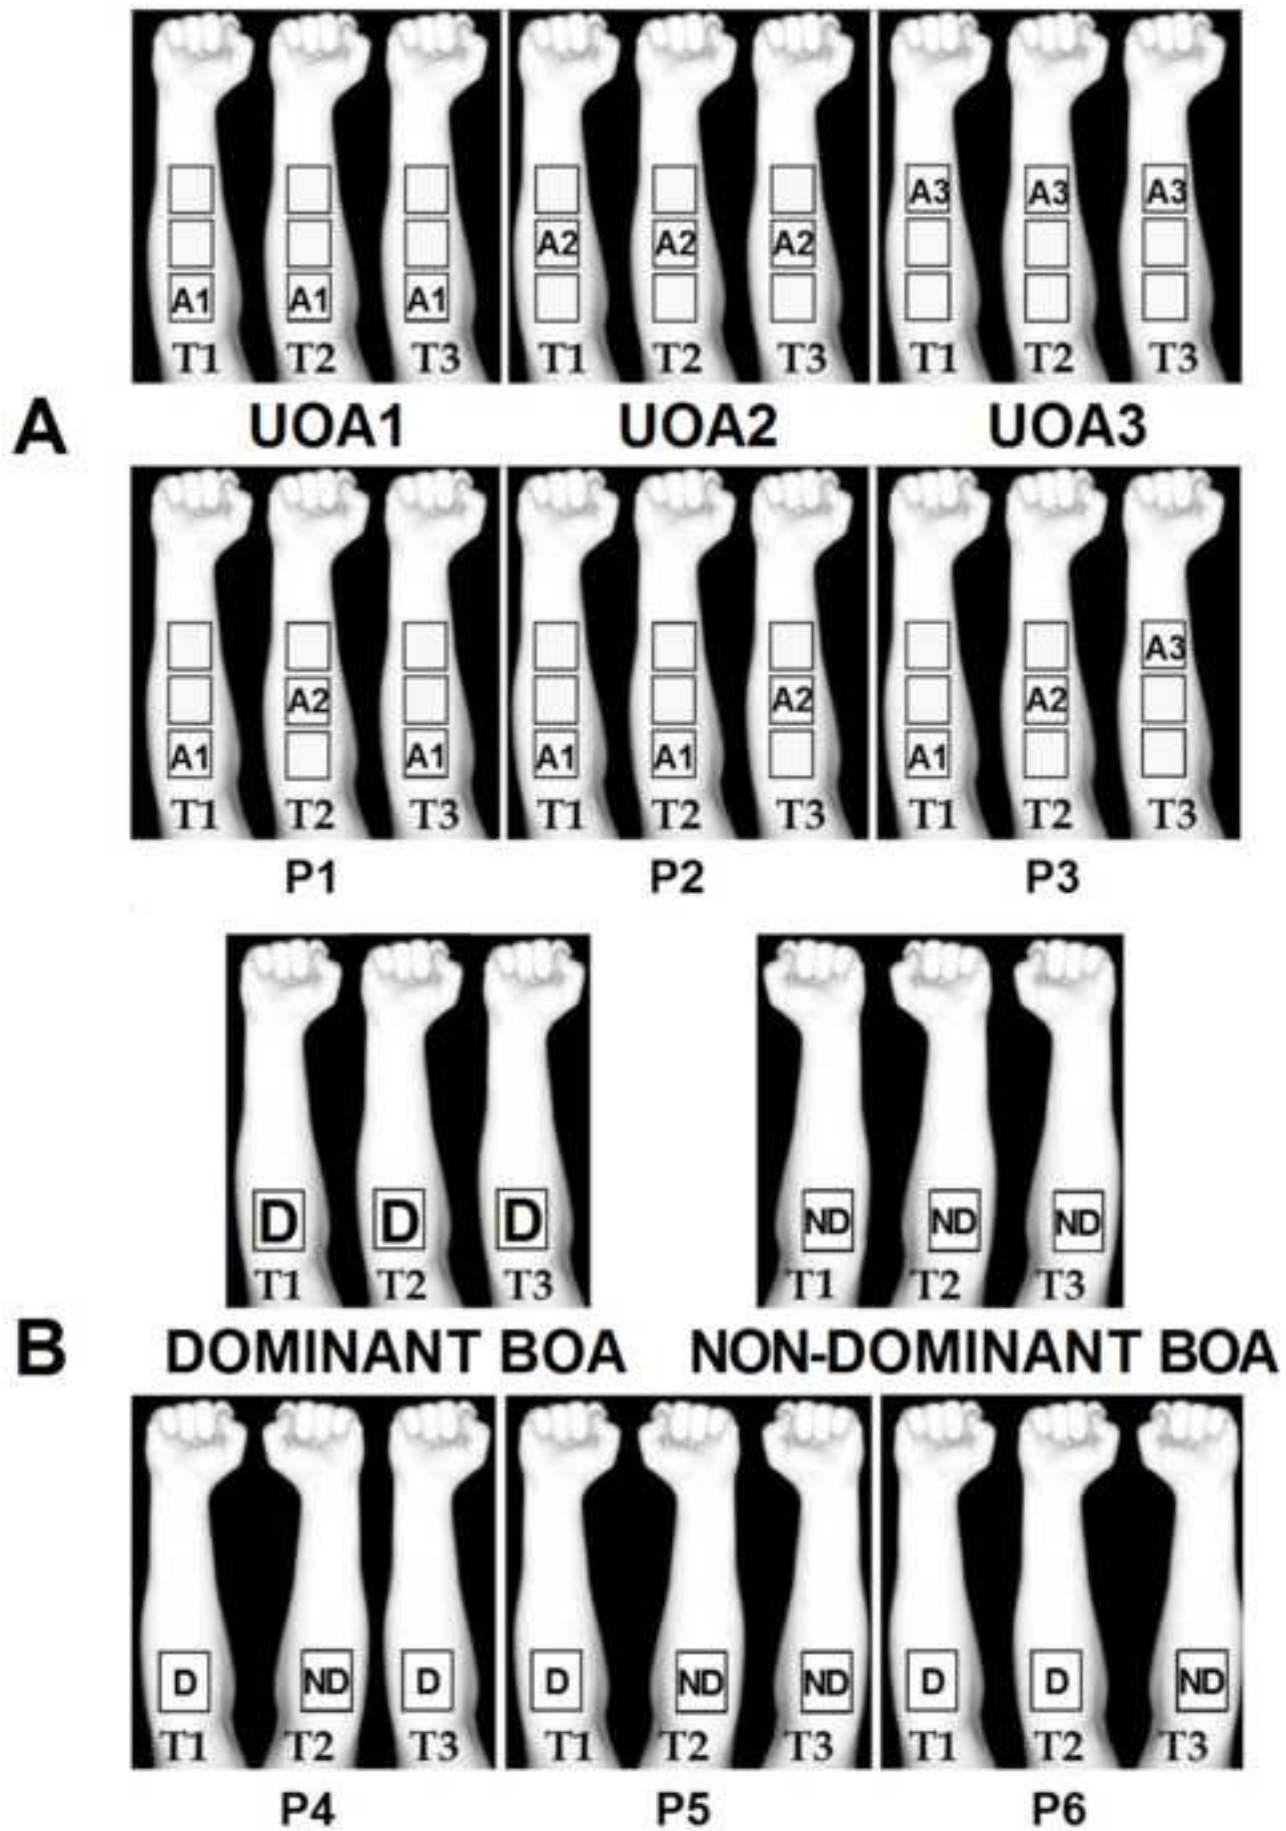 A3 A3 A3
A2 A2 A2
A1 A1 A1
T1 T2 T3 T1 T2 T3 T1 T2 T3
A UOA1 UOA2 UOA3
A3
A2 A2 A2
A1 A1 A1 A1 A1
T1 T2 T3 T1 T2 T3 T1 T2 T3
P1 P2 P3
D D D ND ND ND
T1 T2 T3 T1 T2 T3
B DOMINANT BOA NON-DOMINANT BOA
D ND D D ND ND D D ND
T1 T2 T3 T1 T2 T3 T1 T2 T3
P4 P5 P6